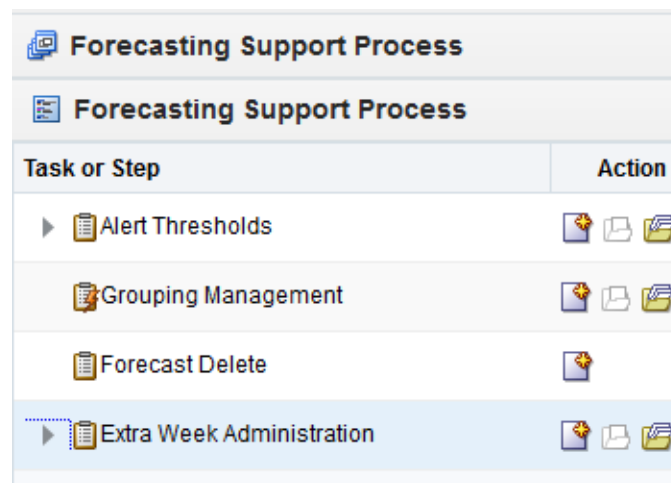 Forecasting Support Process
Forecasting Support Process
Task or Step Action
Alert Thresholds
Grouping Management
Forecast Delete
Extra Week Administration